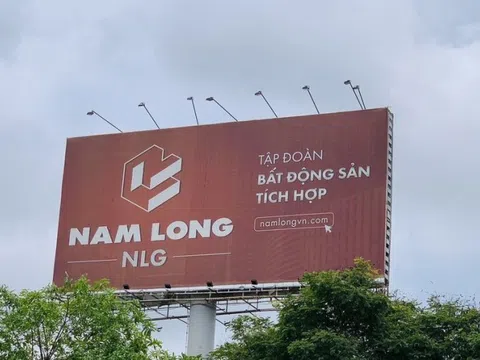 NAM LONG
NLG
TẬP ĐOÀN
BẤT ĐỘNG SẢN
TÍCH HỢP
namlongvn.com